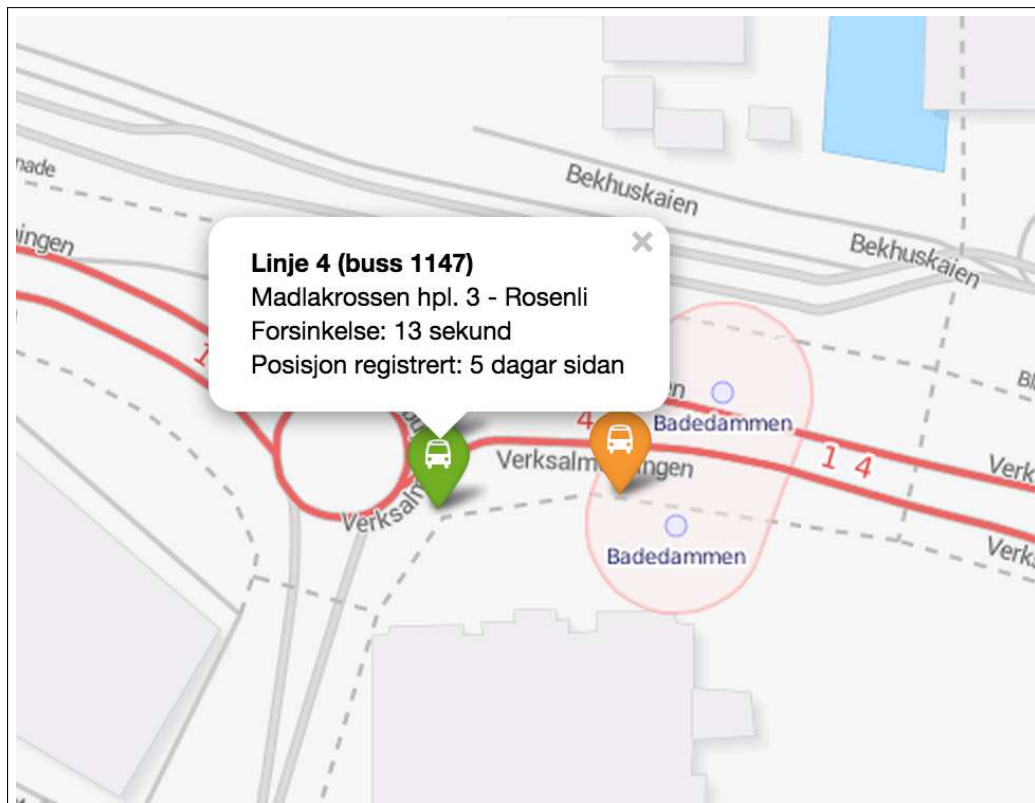 Bekhuskaien
Bekhuskaien
Linje 4 (buss 1147)
Madlakrossen hpl. 3 - Rosenli
Forsinkelse: 13 sekund
Posisjon registrert: 5 dagar sidan
×
4
Badedammen
1 4
Badedammen